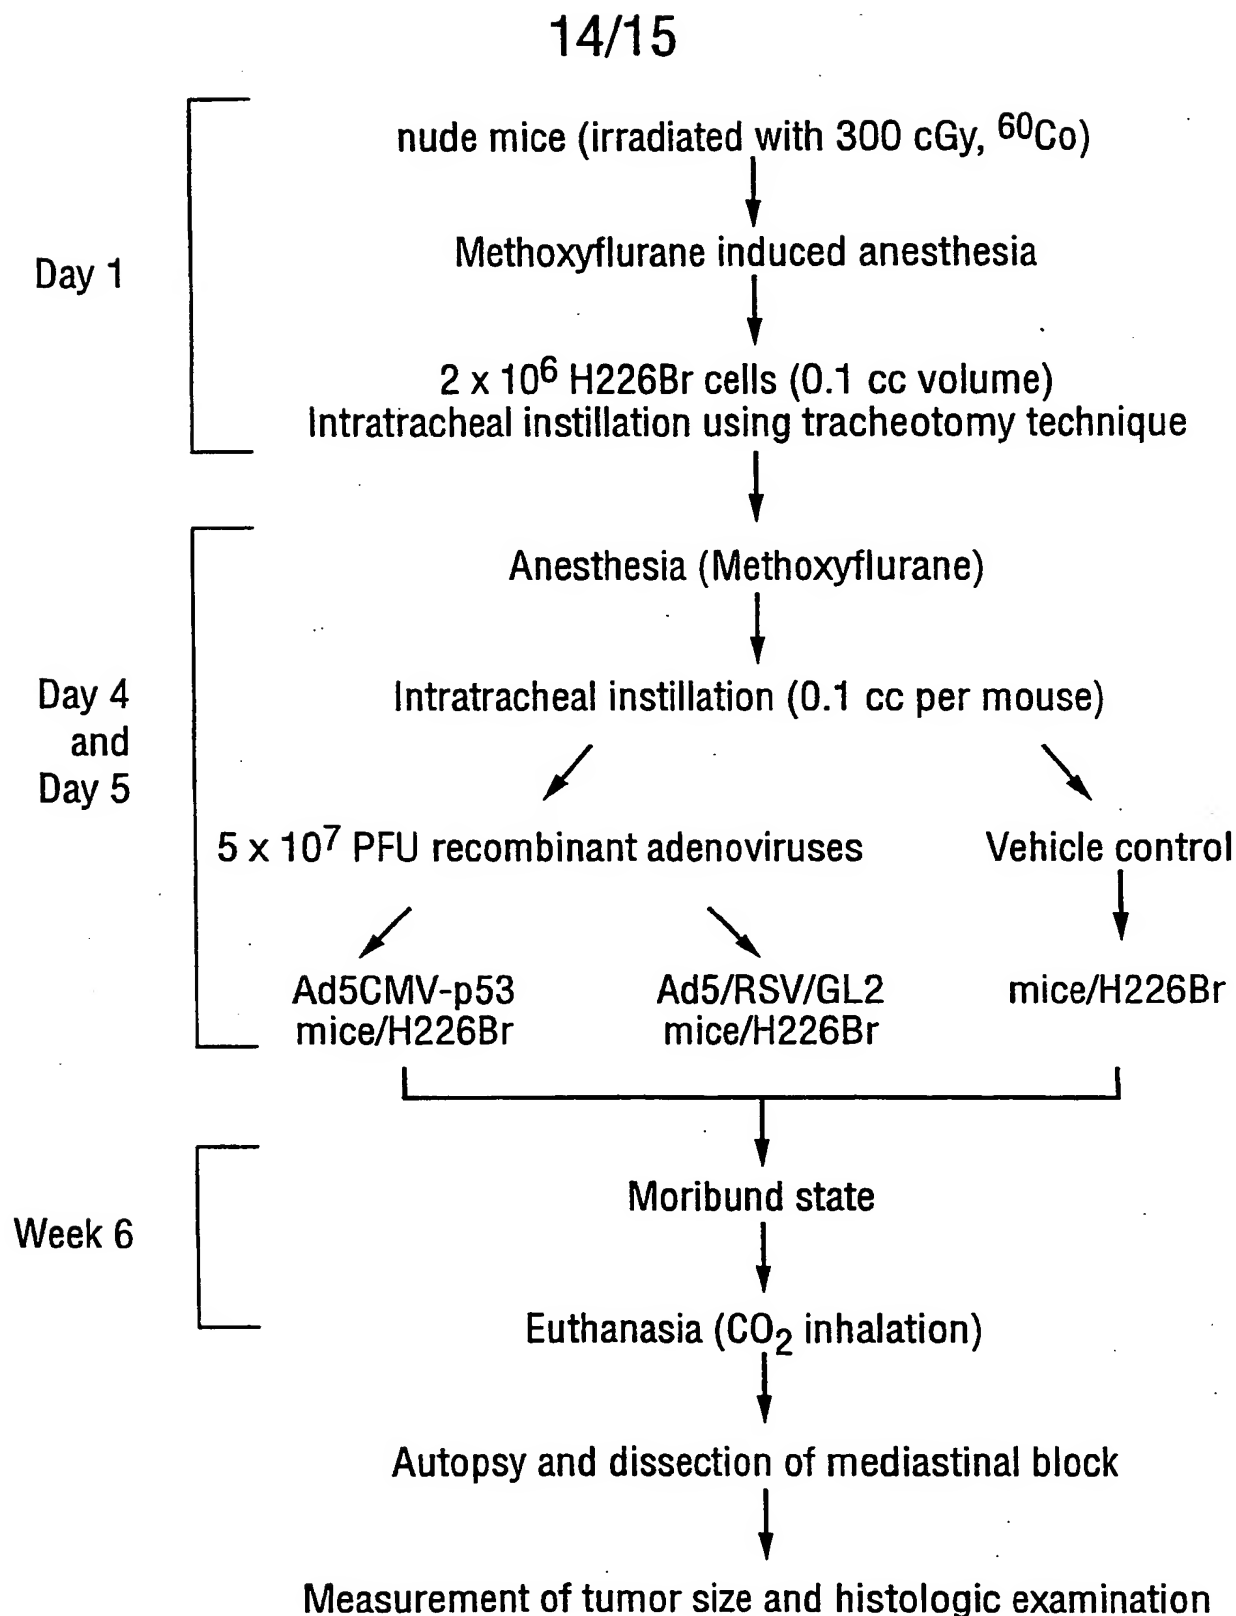 14/15
nude mice (irradiated with 300 cGy, ⁶⁰Co)
Methoxyflurane induced anesthesia
Day 1
2 x 10⁶ H226Br cells (0.1 cc volume)
Intratracheal instillation using tracheotomy technique
Anesthesia (Methoxyflurane)
Intratracheal instillation (0.1 cc per mouse)
Day 4
and
Day 5
5 x 10⁷ PFU recombinant adenoviruses
Vehicle control
Ad5CMV-p53
mice/H226Br
Ad5/RSV/GL2
mice/H226Br
mice/H226Br
Moribund state
Week 6
Euthanasia (CO₂ inhalation)
Autopsy and dissection of mediastinal block
Measurement of tumor size and histologic examination